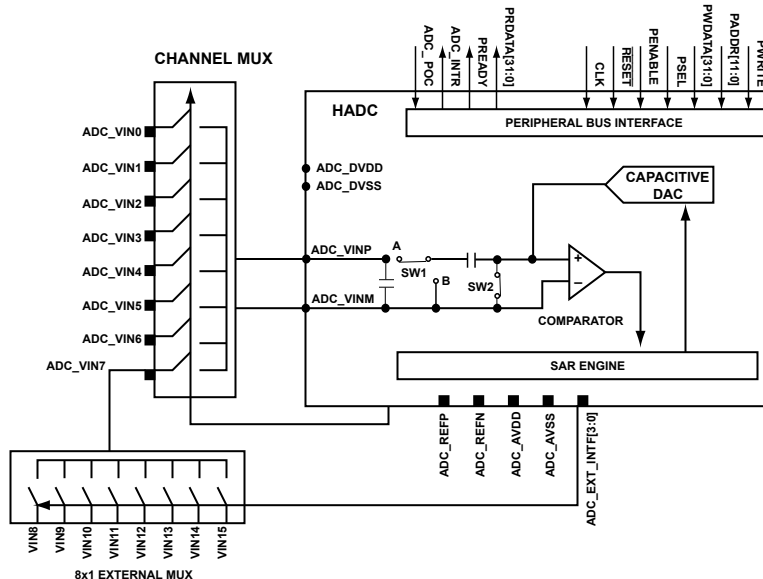 ADC_POC
ADC_INTR
PREADY
PRDATA[31:0]
CLK
RESET
PENABLE
PSEL
PWDATA[31:0]
PADDR[11:0]
PWRITE
CHANNEL MUX
HADC
PERIPHERAL BUS INTERFACE
ADC_VIN0
ADC_VIN1
ADC_VIN2
ADC_VIN3
ADC_VIN4
ADC_VIN5
ADC_VIN6
ADC_VIN7
ADC_DVDD
ADC_DVSS
CAPACITIVE
DAC
ADC_VINP
A
SW1
B
SW2
+
−
ADC_VINM
COMPARATOR
SAR ENGINE
ADC_REFP
ADC_REFN
ADC_AVDD
ADC_AVSS
ADC_EXT_INTF[3:0]
VIN8
VIN9
VIN10
VIN11
VIN12
VIN13
VIN14
VIN15
8x1 EXTERNAL MUX